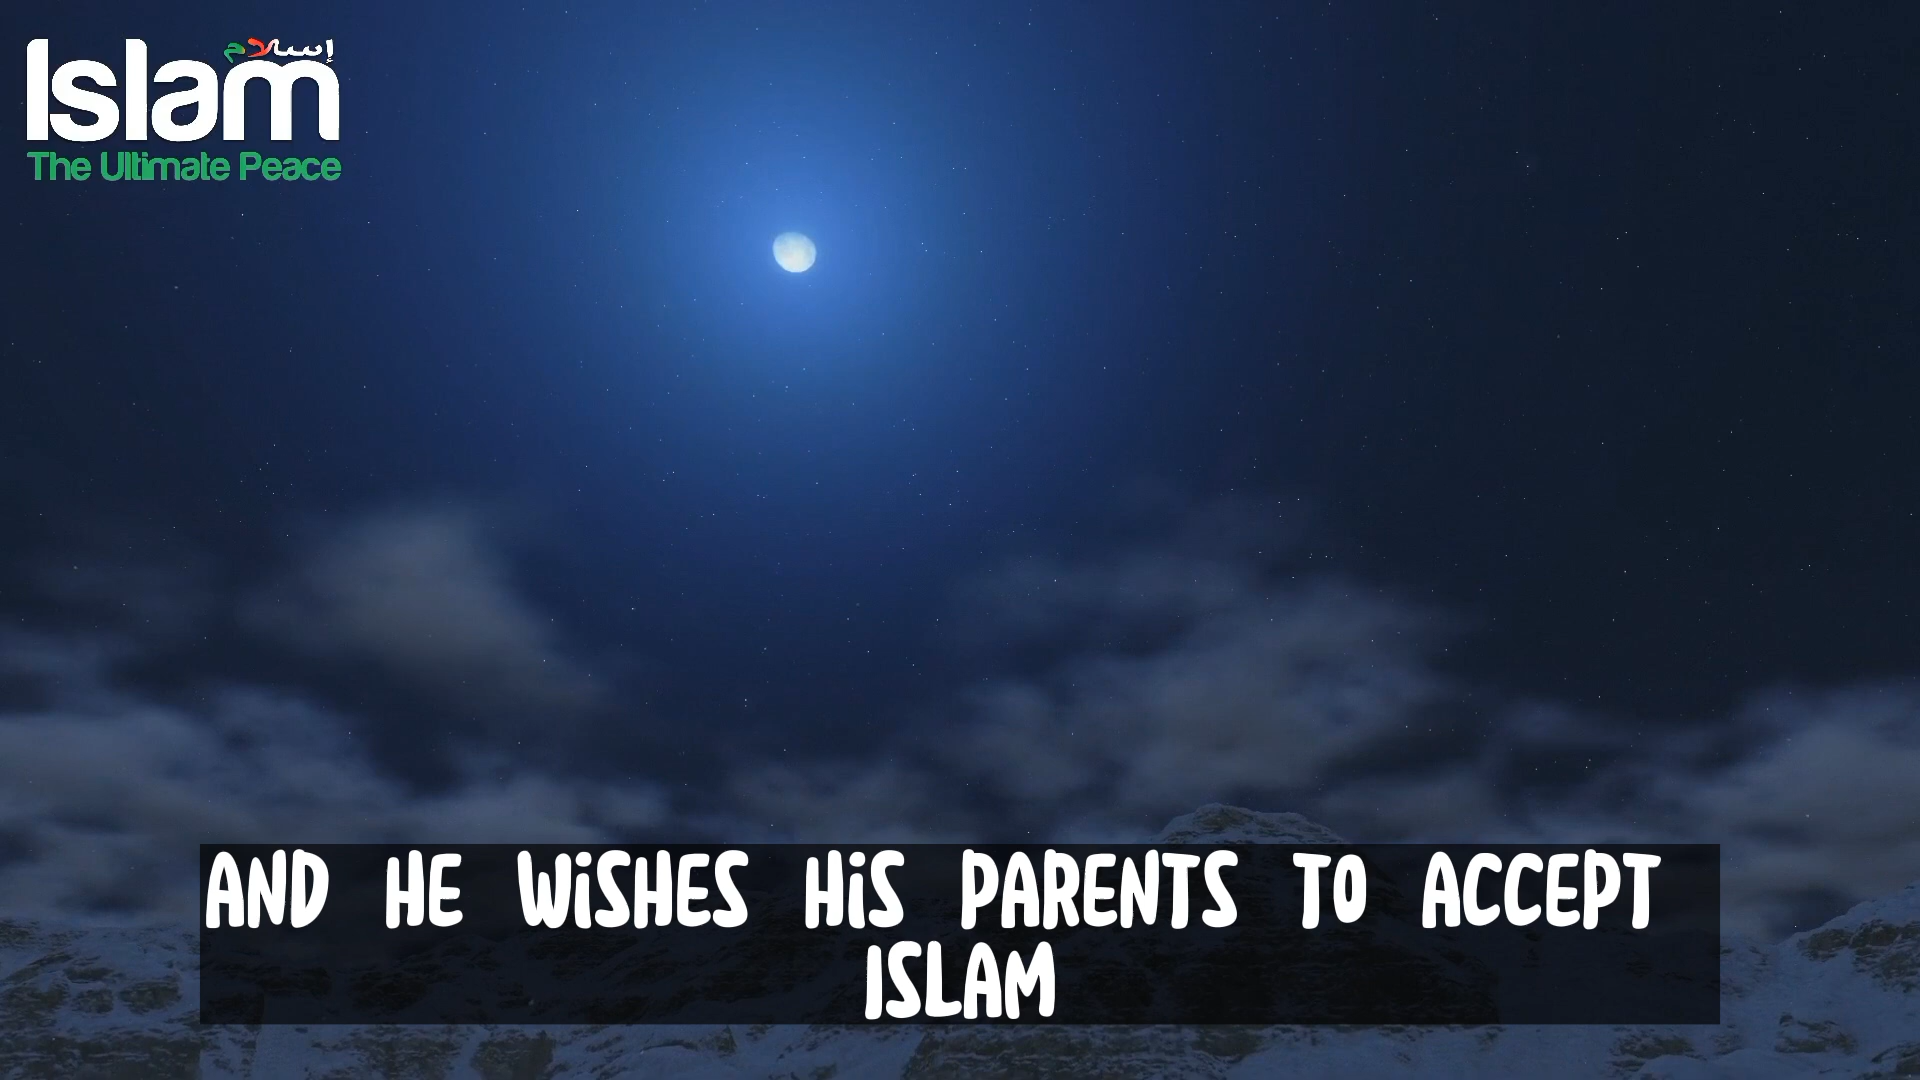 إسلام
Islam
The Ultimate Peace
AND HE WiSHES HiS PARENTS TO ACCEPT
ISLAM